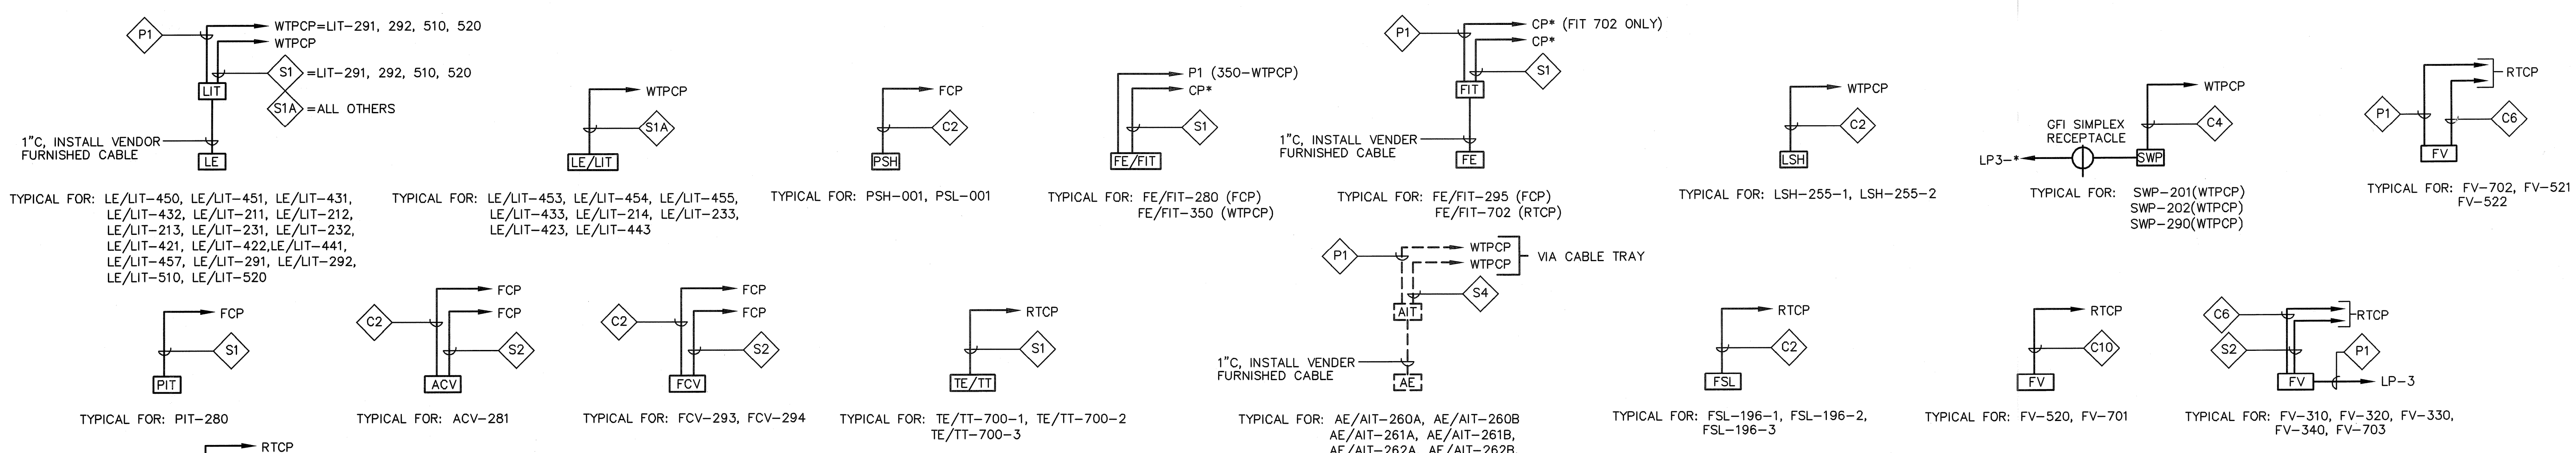 P1
WTPCP=LIT-291, 292, 510, 520
WTPCP
S1 =LIT-291, 292, 510, 520
S1A =ALL OTHERS
LIT
1"C, INSTALL VENDOR
FURNISHED CABLE
LE
TYPICAL FOR: LE/LIT-450, LE/LIT-451, LE/LIT-431,
LE/LIT-432, LE/LIT-211, LE/LIT-212,
LE/LIT-213, LE/LIT-231, LE/LIT-232,
LE/LIT-421, LE/LIT-422,LE/LIT-441,
LE/LIT-457, LE/LIT-291, LE/LIT-292,
LE/LIT-510, LE/LIT-520
WTPCP
S1A
LE/LIT
TYPICAL FOR: LE/LIT-453, LE/LIT-454, LE/LIT-455,
LE/LIT-433, LE/LIT-214, LE/LIT-233,
LE/LIT-423, LE/LIT-443
FCP
C2
PSH
TYPICAL FOR: PSH-001, PSL-001
P1 (350-WTPCP)
CP*
S1
FE/FIT
TYPICAL FOR: FE/FIT-280 (FCP)
FE/FIT-350 (WTPCP)
P1
CP* (FIT 702 ONLY)
CP*
S1
FIT
1"C, INSTALL VENDER
FURNISHED CABLE
FE
TYPICAL FOR: FE/FIT-295 (FCP)
FE/FIT-702 (RTCP)
WTPCP
C2
LSH
TYPICAL FOR: LSH-255-1, LSH-255-2
WTPCP
C4
GFI SIMPLEX
RECEPTACLE
LP3-*
SWP
TYPICAL FOR: SWP-201(WTPCP)
SWP-202(WTPCP)
SWP-290(WTPCP)
RTCP
P1
C6
FV
TYPICAL FOR: FV-702, FV-521
FV-522
FCP
S1
PIT
TYPICAL FOR: PIT-280
FCP
FCP
C2
S2
ACV
TYPICAL FOR: ACV-281
FCP
FCP
C2
S2
FCV
TYPICAL FOR: FCV-293, FCV-294
RTCP
S1
TE/TT
TYPICAL FOR: TE/TT-700-1, TE/TT-700-2
TE/TT-700-3
P1
WTPCP
WTPCP
VIA CABLE TRAY
S4
AIT
1"C, INSTALL VENDER
FURNISHED CABLE
AE
TYPICAL FOR: AE/AIT-260A, AE/AIT-260B
AE/AIT-261A, AE/AIT-261B,
AE/AIT-262A, AE/AIT-262B,
RTCP
C2
FSL
TYPICAL FOR: FSL-196-1, FSL-196-2,
FSL-196-3
RTCP
C10
FV
TYPICAL FOR: FV-520, FV-701
C6
RTCP
S2
P1
FV
LP-3
TYPICAL FOR: FV-310, FV-320, FV-330,
FV-340, FV-703
RTCP